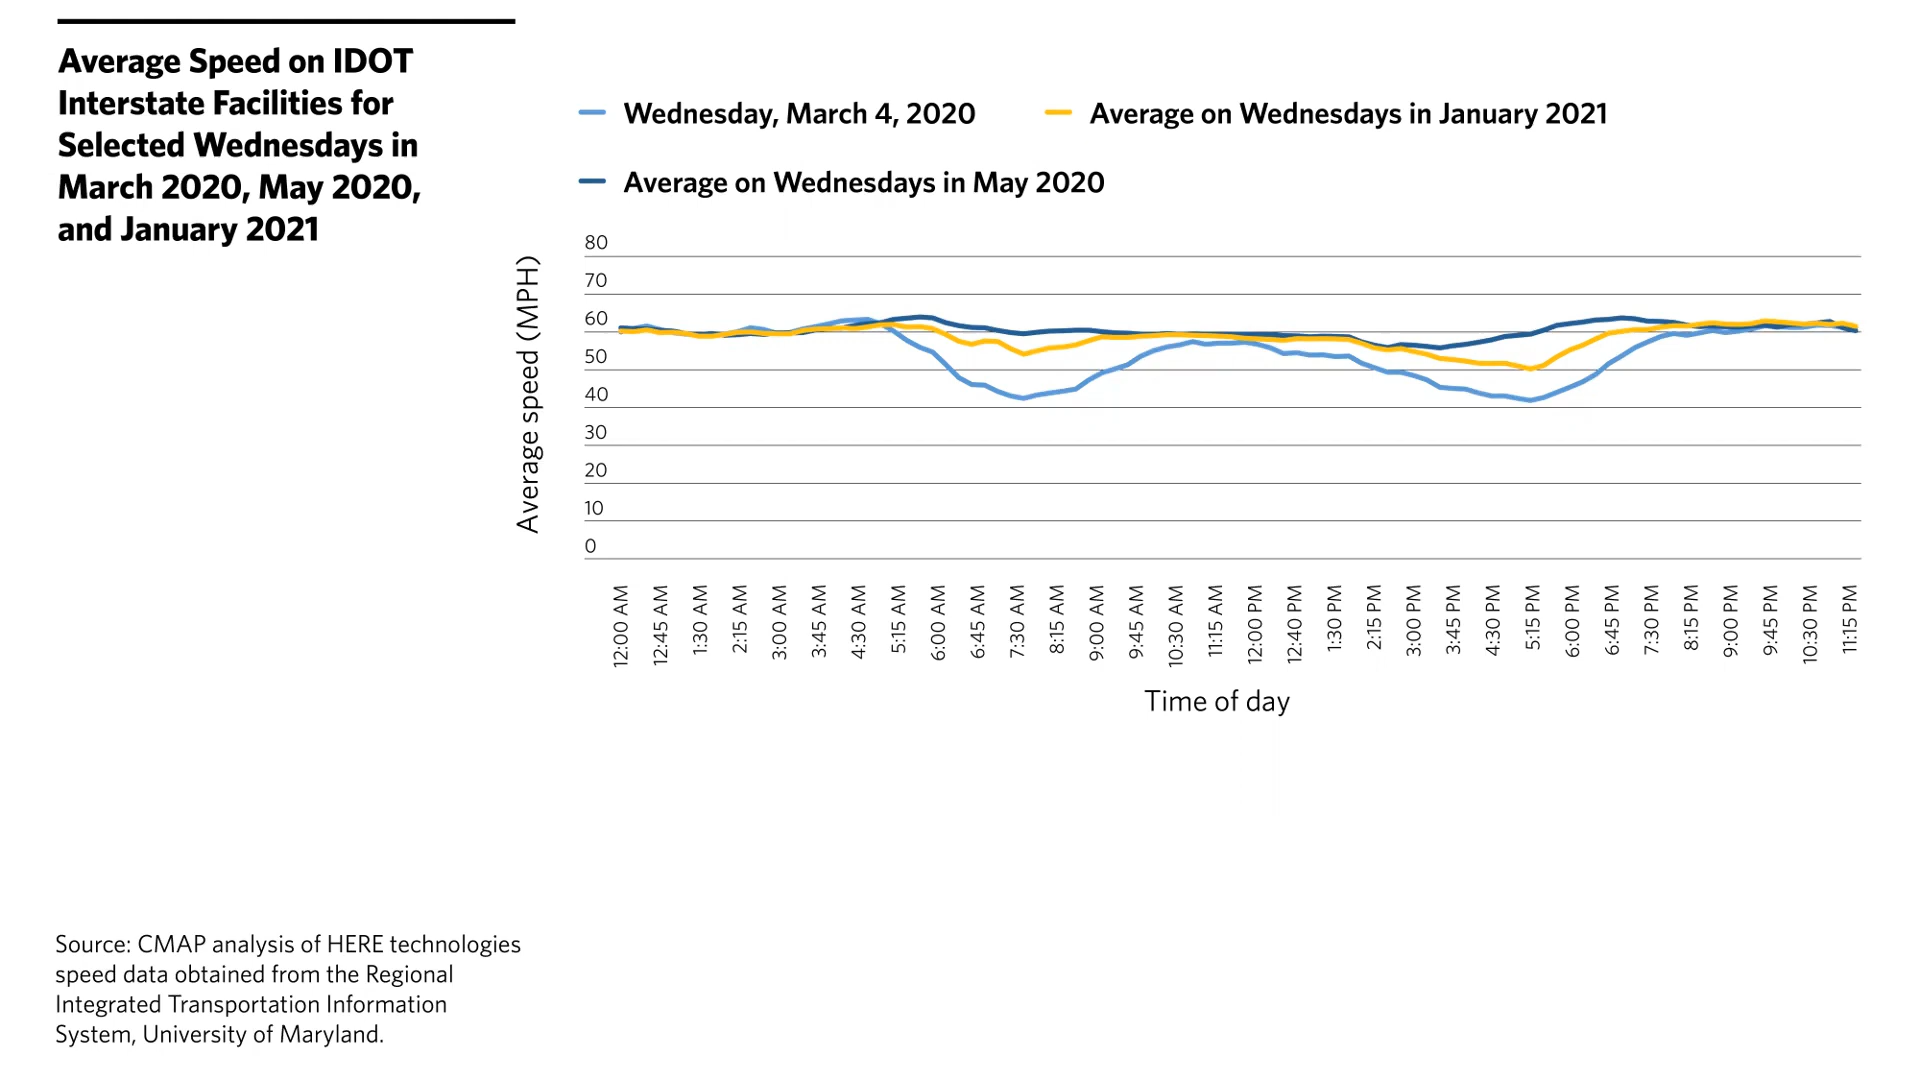 Average Speed on IDOT
Interstate Facilities for
Selected Wednesdays in
March 2020, May 2020,
and January 2021
Wednesday, March 4, 2020
Average on Wednesdays in January 2021
Average on Wednesdays in May 2020
Average speed (MPH)
80
70
60
50
40
30
20
10
0
12:00 AM
12:45 AM
1:30 AM
2:15 AM
3:00 AM
3:45 AM
4:30 AM
5:15 AM
6:00 AM
6:45 AM
7:30 AM
8:15 AM
9:00 AM
9:45 AM
10:30 AM
11:15 AM
12:00 PM
12:40 PM
1:30 PM
2:15 PM
3:00 PM
3:45 PM
4:30 PM
5:15 PM
6:00 PM
6:45 PM
7:30 PM
8:15 PM
9:00 PM
9:45 PM
10:30 PM
11:15 PM
Time of day
Source: CMAP analysis of HERE technologies
speed data obtained from the Regional
Integrated Transportation Information
System, University of Maryland.